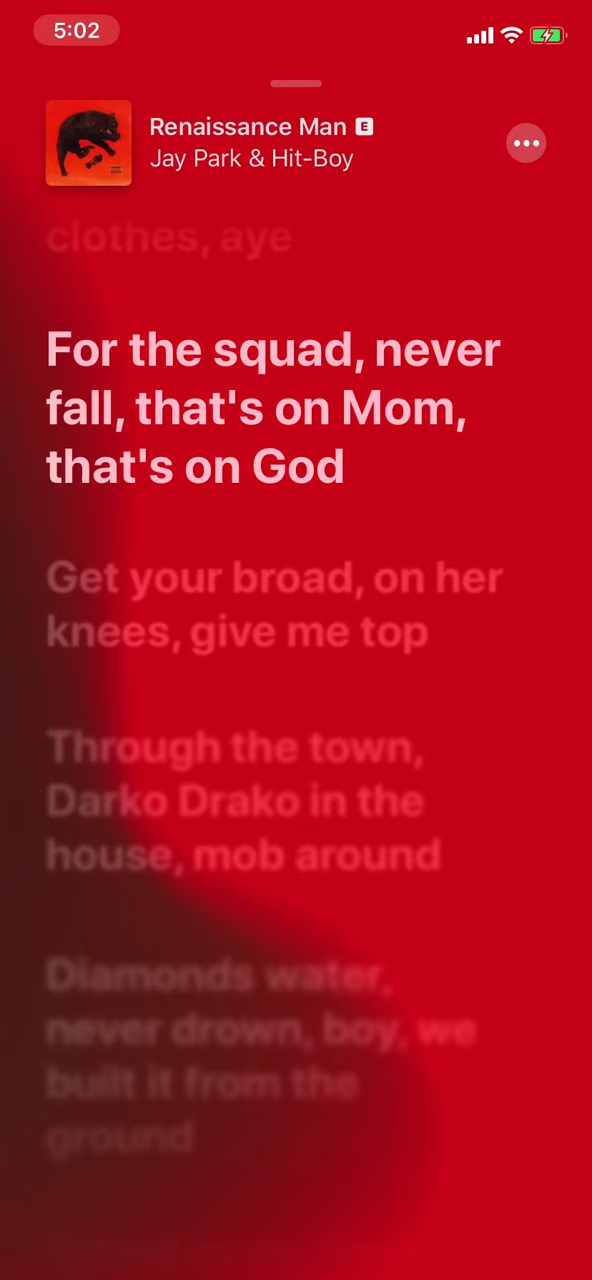 5:02
Renaissance Man E
Jay Park & Hit-Boy
clothes, aye
For the squad, never
fall, that's on Mom,
that's on God
Get your broad, on her
knees, give me top
Through the town,
Darko Drako in the
house, mob around
Diamonds water,
never drown, boy, we
built it from the
ground